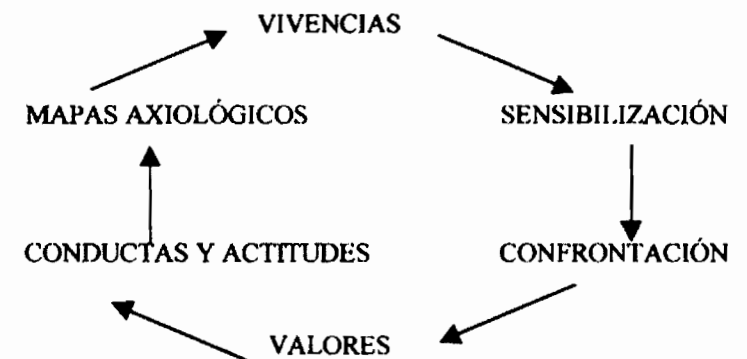 VIVENCIAS
MAPAS AXIOLÓGICOS SENSIBILIZACIÓN
CONDUCTAS Y ACTITUDES CONFRONTACIÓN
VALORES